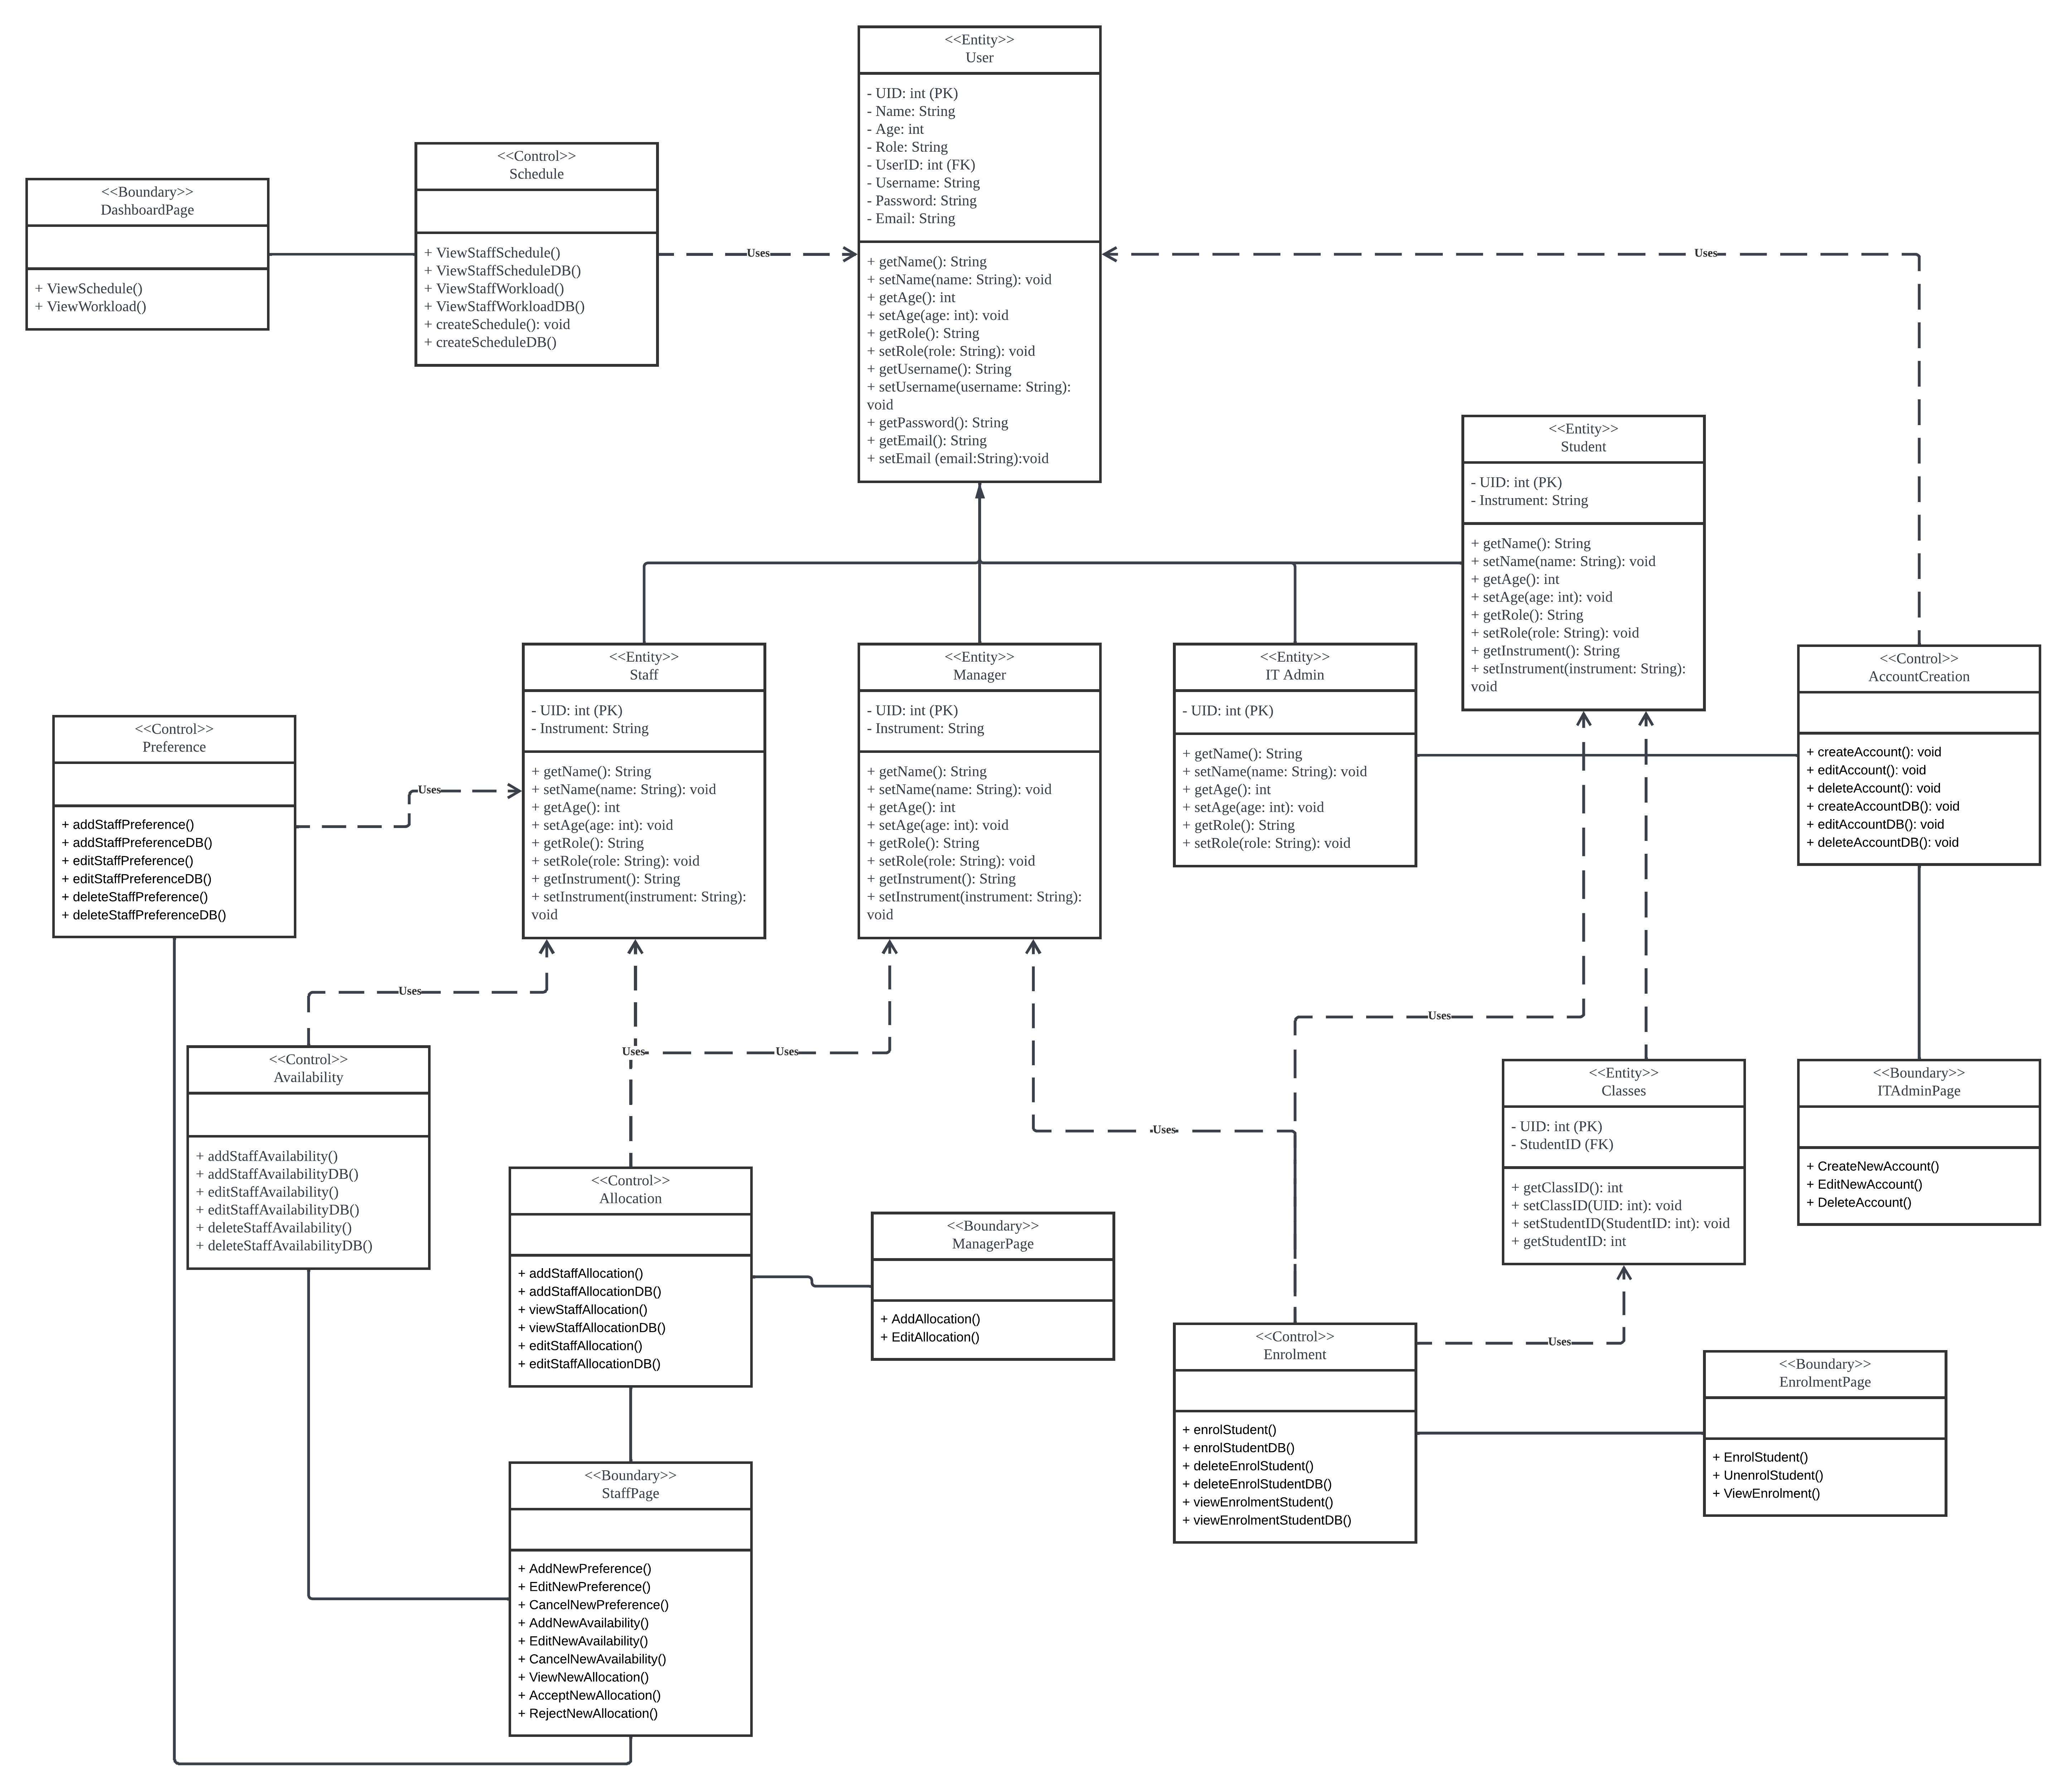 <<Entity>>
User
- UID: int (PK)
- Name: String
- Age: int
- Role: String
- UserID: int (FK)
- Username: String
- Password: String
- Email: String
+ getName(): String
+ setName(name: String): void
+ getAge(): int
+ setAge(age: int): void
+ getRole(): String
+ setRole(role: String): void
+ getUsername(): String
+ setUsername(username: String):
void
+ getPassword(): String
+ getEmail(): String
+ setEmail (email:String):void
<<Boundary>>
DashboardPage
+ ViewSchedule()
+ ViewWorkload()
<<Control>>
Schedule
+ ViewStaffSchedule()
+ ViewStaffScheduleDB()
+ ViewStaffWorkload()
+ ViewStaffWorkloadDB()
+ createSchedule(): void
+ createScheduleDB()
Uses
Uses
<<Entity>>
Student
- UID: int (PK)
- Instrument: String
+ getName(): String
+ setName(name: String): void
+ getAge(): int
+ setAge(age: int): void
+ getRole(): String
+ setRole(role: String): void
+ getInstrument(): String
+ setInstrument(instrument: String):
void
<<Control>>
Preference
+ addStaffPreference()
+ addStaffPreferenceDB()
+ editStaffPreference()
+ editStaffPreferenceDB()
+ deleteStaffPreference()
+ deleteStaffPreferenceDB()
Uses
<<Entity>>
Staff
- UID: int (PK)
- Instrument: String
+ getName(): String
+ setName(name: String): void
+ getAge(): int
+ setAge(age: int): void
+ getRole(): String
+ setRole(role: String): void
+ getInstrument(): String
+ setInstrument(instrument: String):
void
<<Entity>>
Manager
- UID: int (PK)
- Instrument: String
+ getName(): String
+ setName(name: String): void
+ getAge(): int
+ setAge(age: int): void
+ getRole(): String
+ setRole(role: String): void
+ getInstrument(): String
+ setInstrument(instrument: String):
void
<<Entity>>
IT Admin
- UID: int (PK)
+ getName(): String
+ setName(name: String): void
+ getAge(): int
+ setAge(age: int): void
+ getRole(): String
+ setRole(role: String): void
<<Control>>
AccountCreation
+ createAccount(): void
+ editAccount(): void
+ deleteAccount(): void
+ createAccountDB(): void
+ editAccountDB(): void
+ deleteAccountDB(): void
Uses
Uses
Uses
Uses
Uses
<<Control>>
Availability
+ addStaffAvailability()
+ addStaffAvailabilityDB()
+ editStaffAvailability()
+ editStaffAvailabilityDB()
+ deleteStaffAvailability()
+ deleteStaffAvailabilityDB()
<<Control>>
Allocation
+ addStaffAllocation()
+ addStaffAllocationDB()
+ viewStaffAllocation()
+ viewStaffAllocationDB()
+ editStaffAllocation()
+ editStaffAllocationDB()
<<Boundary>>
ManagerPage
+ AddAllocation()
+ EditAllocation()
<<Entity>>
Classes
- UID: int (PK)
- StudentID (FK)
+ getClassID(): int
+ setClassID(UID: int): void
+ setStudentID(StudentID: int): void
+ getStudentID: int
<<Boundary>>
ITAdminPage
+ CreateNewAccount()
+ EditNewAccount()
+ DeleteAccount()
<<Control>>
Enrolment
+ enrolStudent()
+ enrolStudentDB()
+ deleteEnrolStudent()
+ deleteEnrolStudentDB()
+ viewEnrolmentStudent()
+ viewEnrolmentStudentDB()
Uses
<<Boundary>>
EnrolmentPage
+ EnrolStudent()
+ UnenrolStudent()
+ ViewEnrolment()
<<Boundary>>
StaffPage
+ AddNewPreference()
+ EditNewPreference()
+ CancelNewPreference()
+ AddNewAvailability()
+ EditNewAvailability()
+ CancelNewAvailability()
+ ViewNewAllocation()
+ AcceptNewAllocation()
+ RejectNewAllocation()